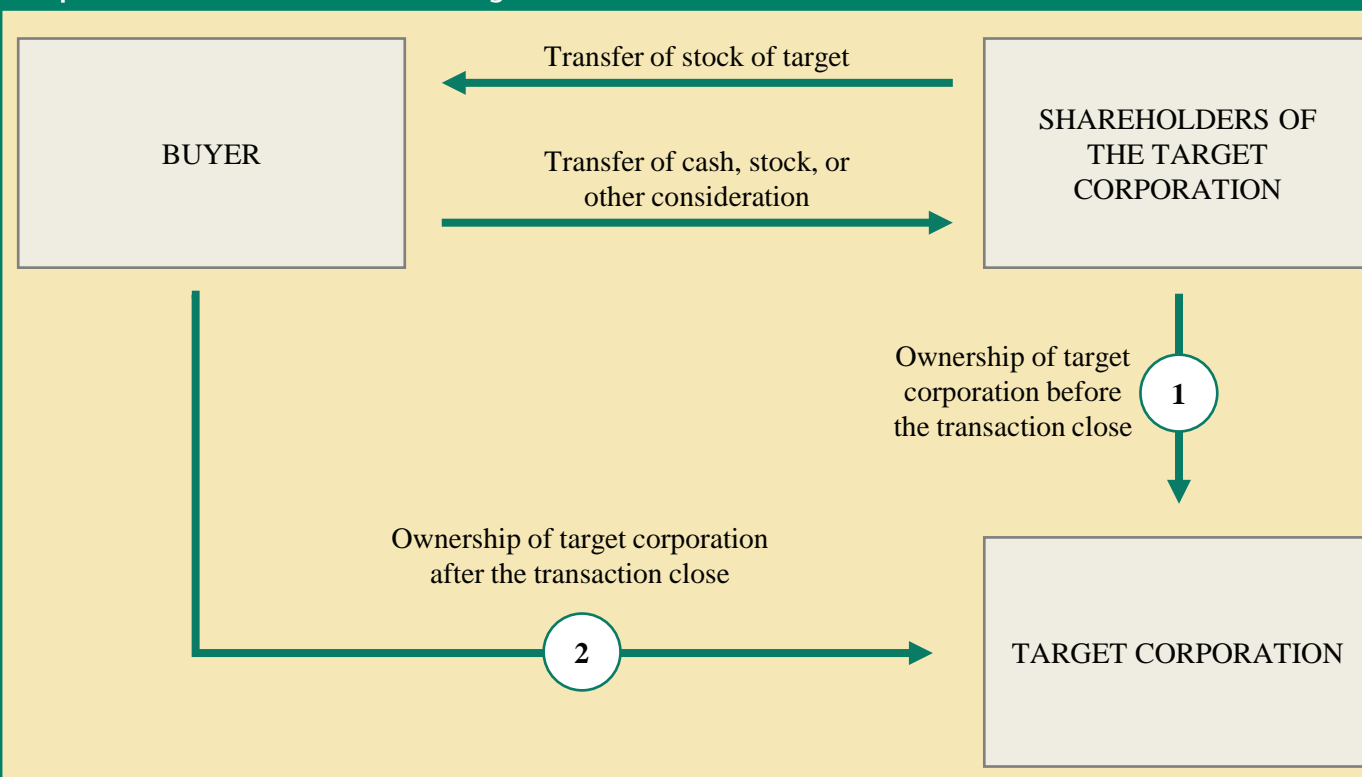 Transfer of stock of target
BUYER
SHAREHOLDERS OF
THE TARGET
CORPORATION
Transfer of cash, stock, or
other consideration
Ownership of target
corporation before
the transaction close
1
Ownership of target corporation
after the transaction close
2
TARGET CORPORATION